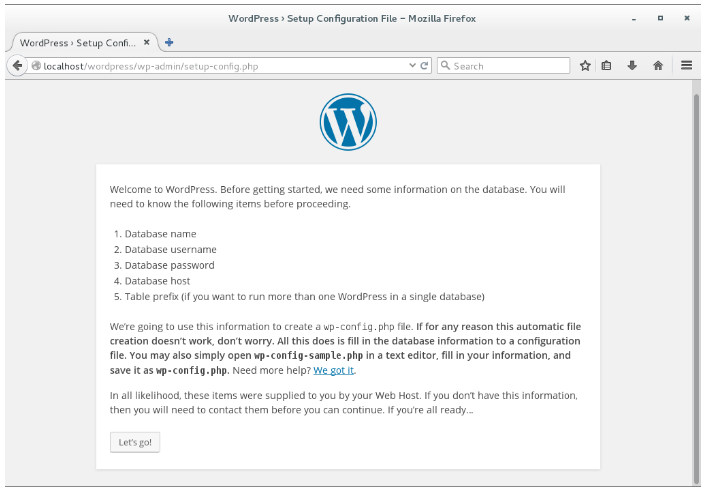 WordPress › Setup Configuration File - Mozilla Firefox
WordPress › Setup Confi...
localhost/wordpress/wp-admin/setup-config.php
Search
Welcome to WordPress. Before getting started, we need some information on the database. You will
need to know the following items before proceeding.
1. Database name
2. Database username
3. Database password
4. Database host
5. Table prefix (if you want to run more than one WordPress in a single database)
We’re going to use this information to create a wp-config.php file. If for any reason this automatic file
creation doesn’t work, don’t worry. All this does is fill in the database information to a configuration
file. You may also simply open wp-config-sample.php in a text editor, fill in your information, and
save it as wp-config.php. Need more help? We got it.
In all likelihood, these items were supplied to you by your Web Host. If you don’t have this information,
then you will need to contact them before you can continue. If you’re all ready…
Let’s go!